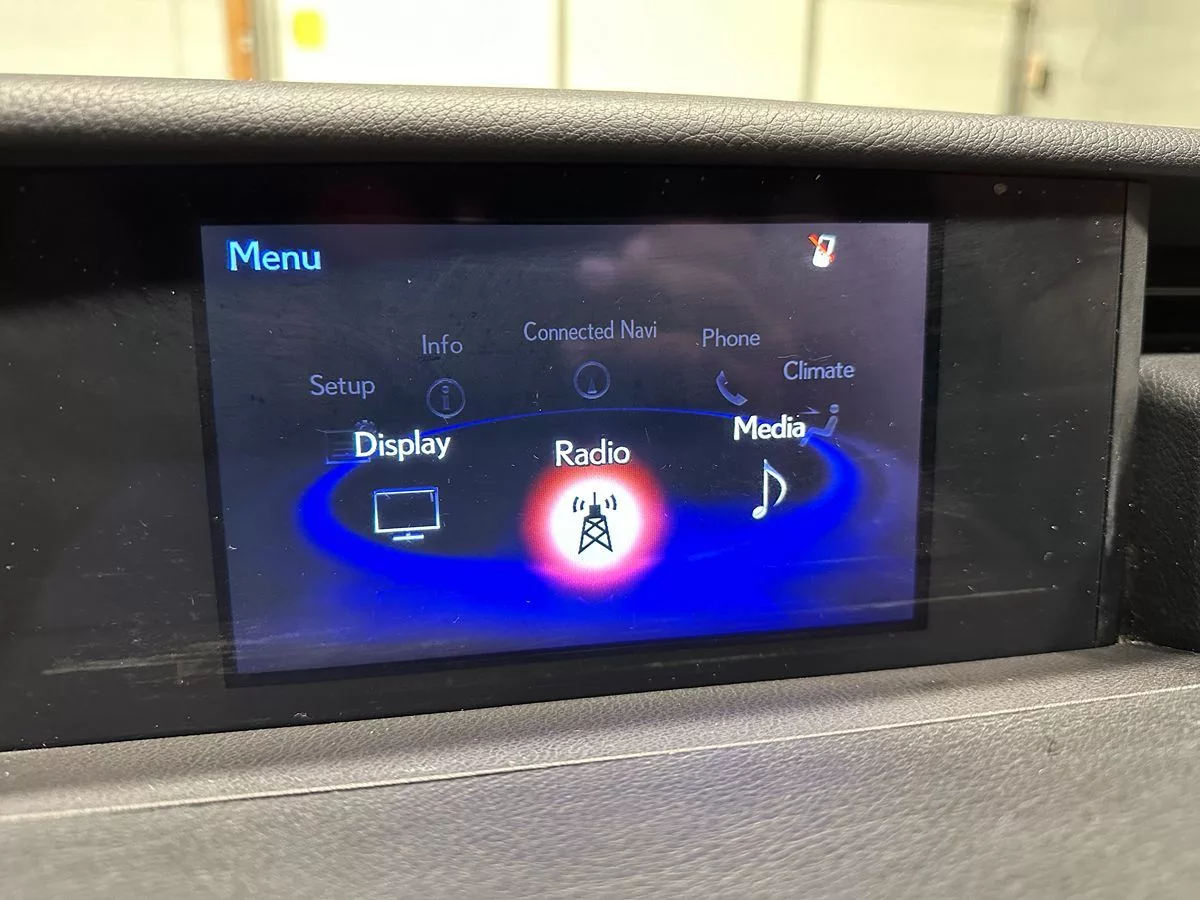 Menu
Connected Navi
Info
Phone
Setup
Climate
Display
Radio
Media